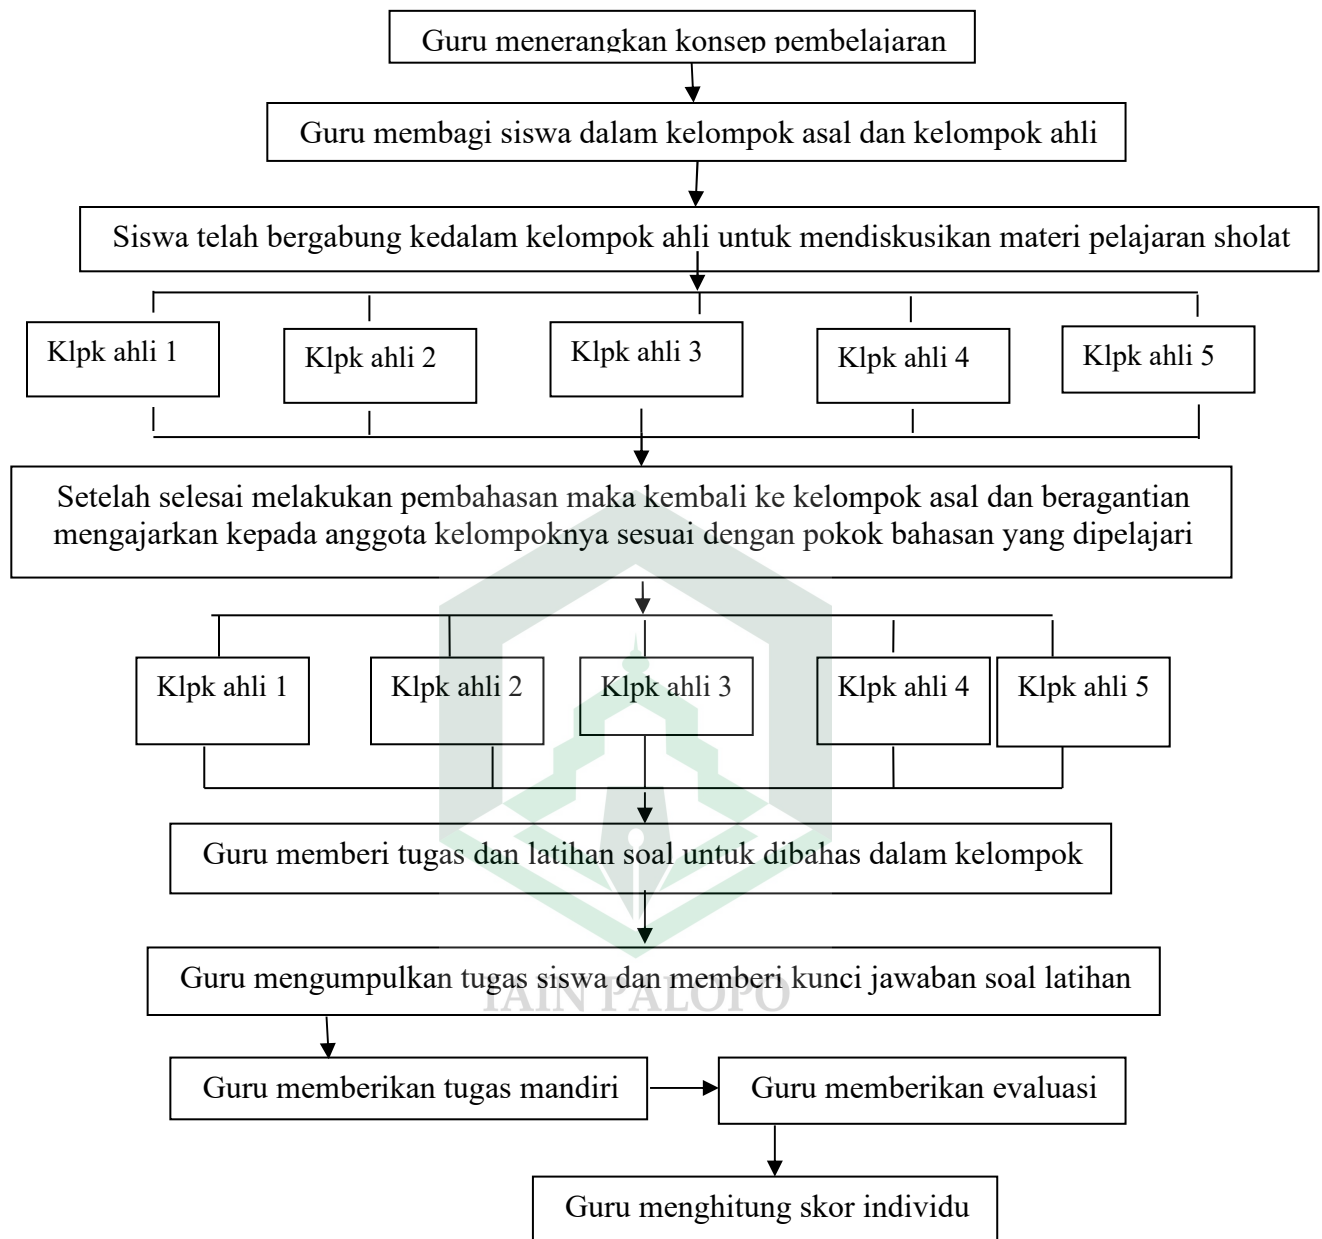 Guru menerangkan konsep pembelajaran
Guru membagi siswa dalam kelompok asal dan kelompok ahli
Siswa telah bergabung kedalam kelompok ahli untuk mendiskusikan materi pelajaran sholat
Klpk ahli 1
Klpk ahli 2
Klpk ahli 3
Klpk ahli 4
Klpk ahli 5
Setelah selesai melakukan pembahasan maka kembali ke kelompok asal dan beragantian
mengajarkan kepada anggota kelompoknya sesuai dengan pokok bahasan yang dipelajari
Klpk ahli 1
Klpk ahli 2
Klpk ahli 3
Klpk ahli 4
Klpk ahli 5
Guru memberi tugas dan latihan soal untuk dibahas dalam kelompok
Guru mengumpulkan tugas siswa dan memberi kunci jawaban soal latihan
IAIN PALOPO
Guru memberikan tugas mandiri
Guru memberikan evaluasi
Guru menghitung skor individu